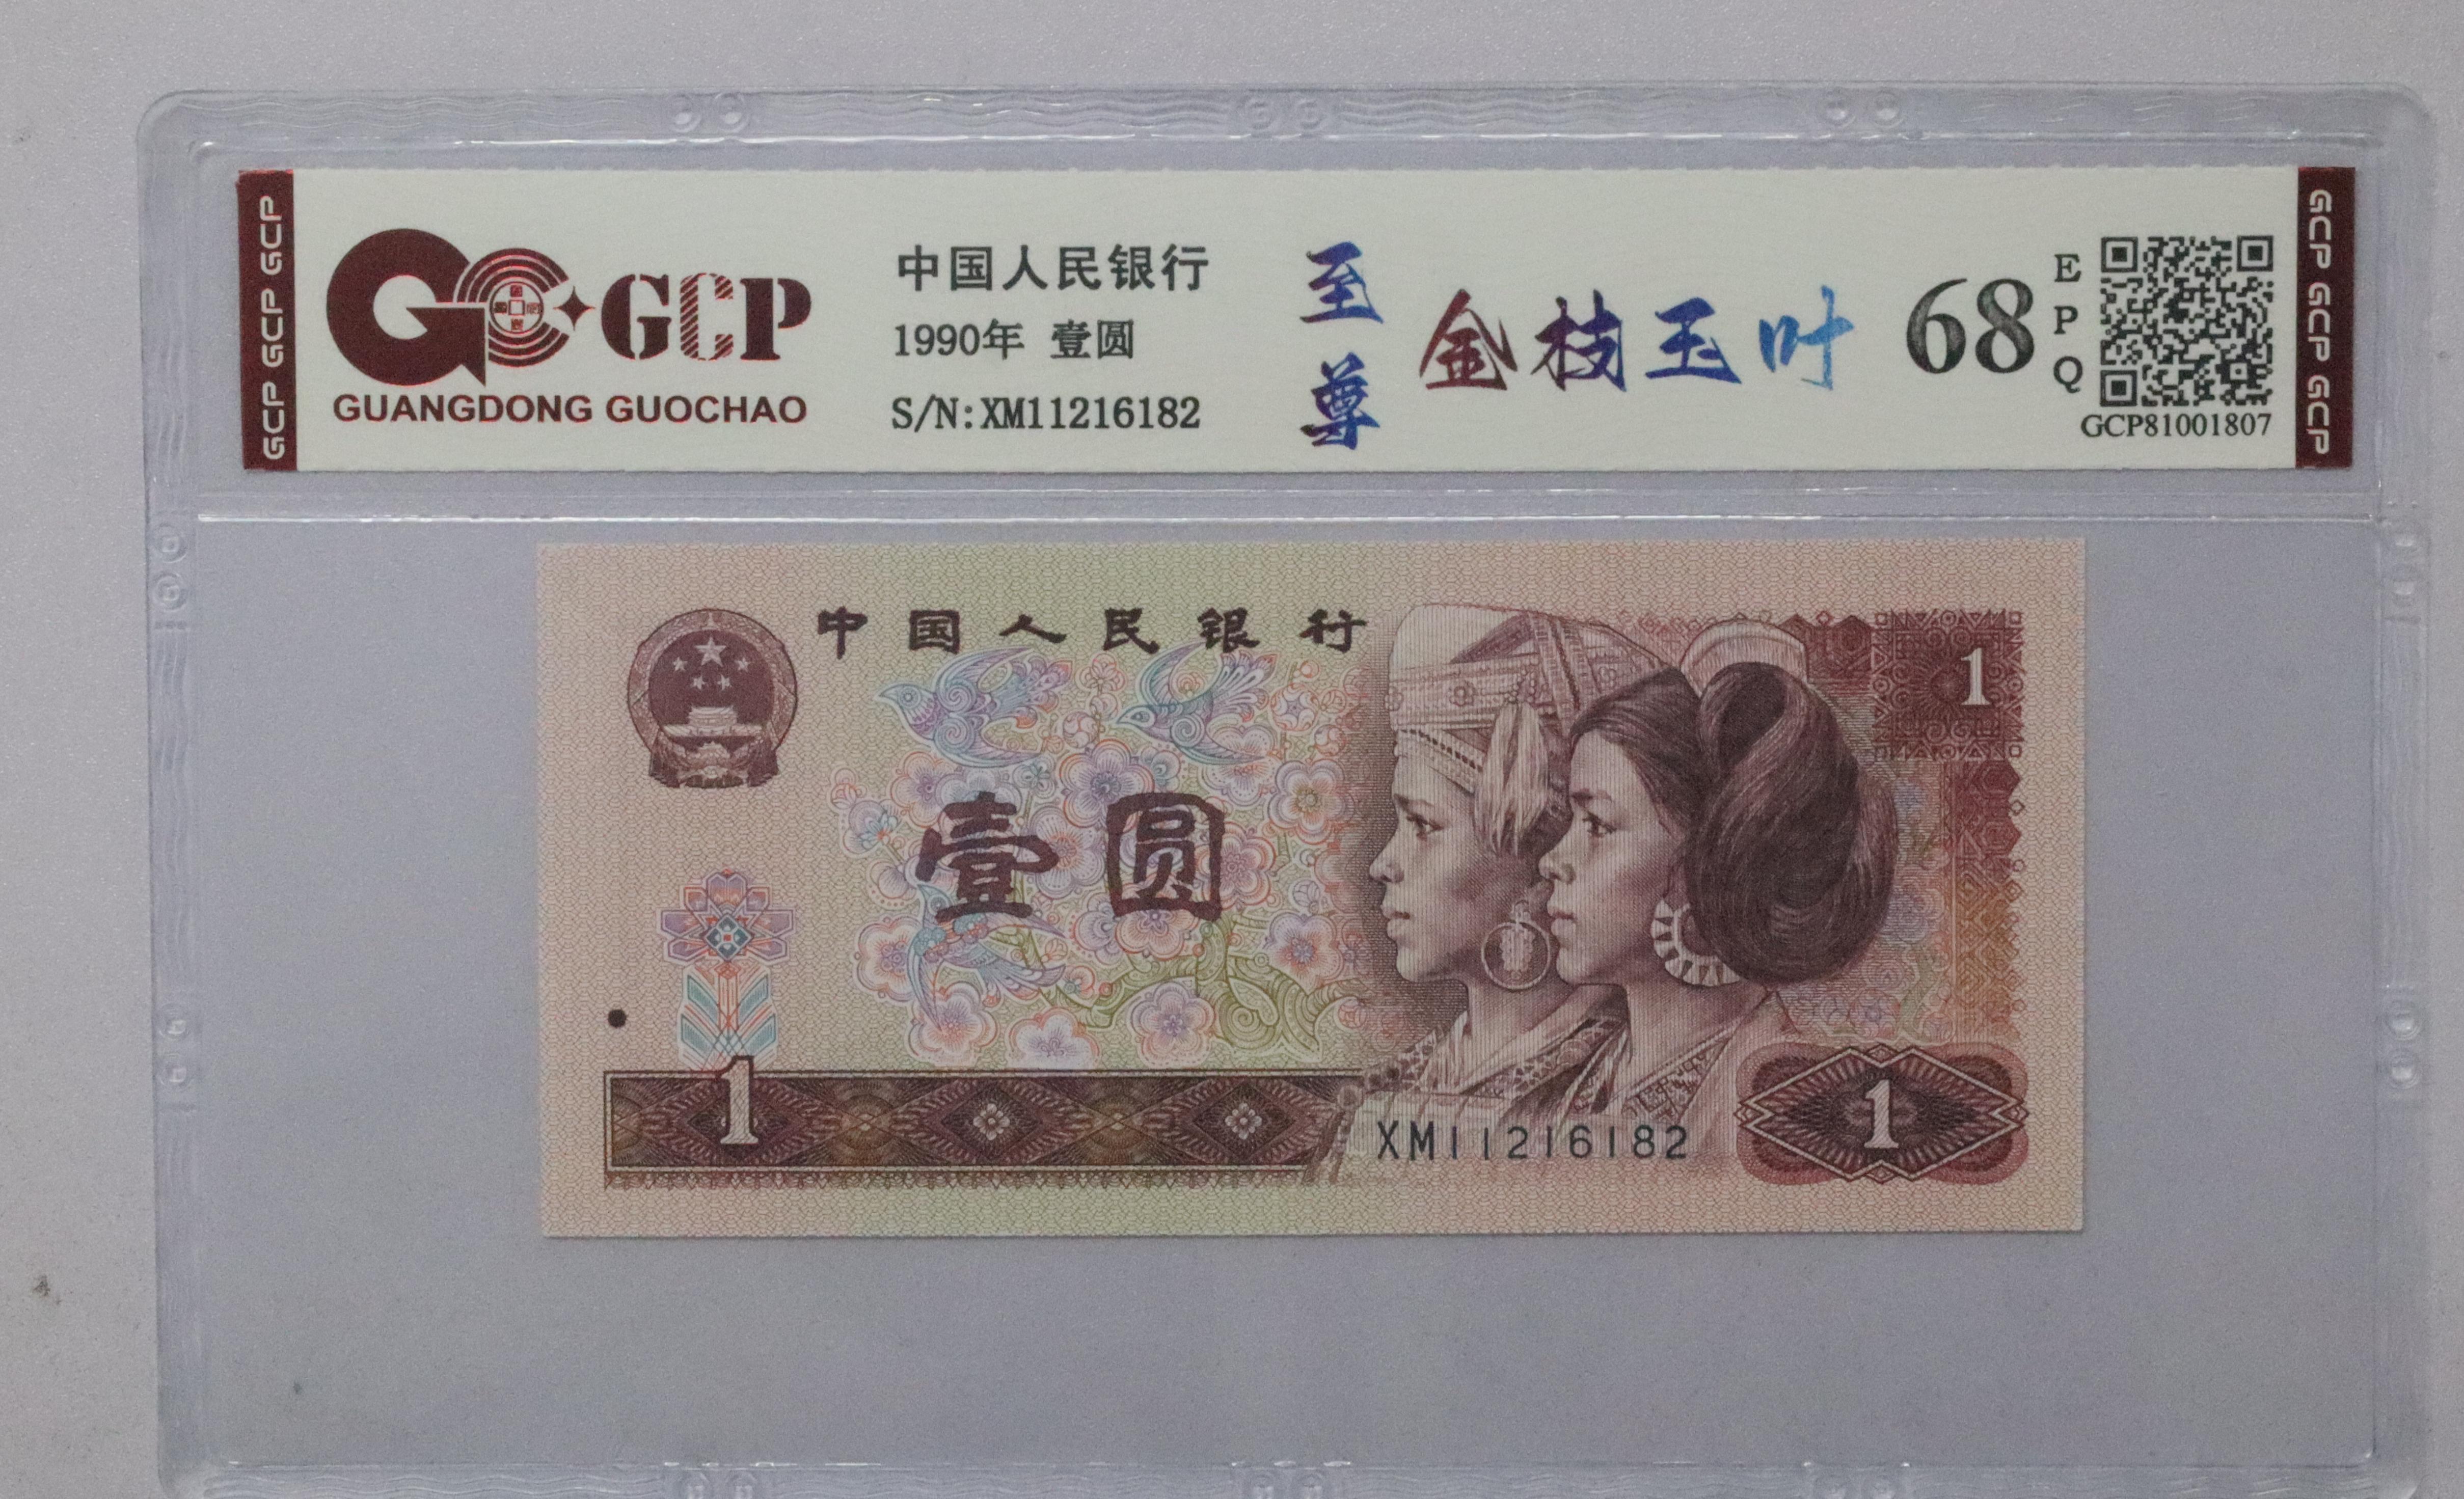 GCP GCP GCP
GCP
GUANGDONG GUOCHAO
中国人民银行
1990年 壹圆
S/N:XM11216182
至尊
金枝玉叶
68
EPQ
GCP81001807
GCP GCP GCP
中国人民银行
1
壹圆
1
XM11216182
1